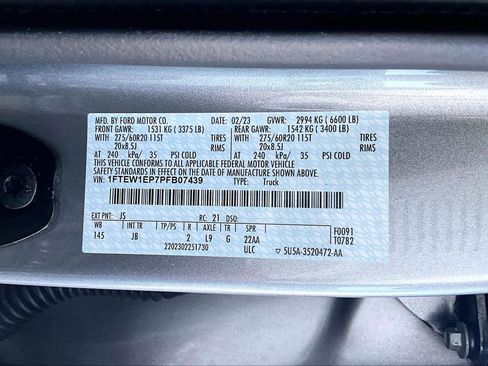 MFD. BY FORD MOTOR CO. 02/23 GVWR: 2994 KG ( 6600 LB)
FRONT GAWR: 1531 KG ( 3375 LB) REAR GAWR: 1542 KG ( 3400 LB)
WITH 275/60R20 115T TIRES WITH 275/60R20 115T TIRES
20x8.5J RIMS 20x8.5J RIMS
AT 240 kPa/ 35 PSI COLD AT 240 kPa/ 35 PSI COLD
THIS VEHICLE CONFORMS TO ALL APPLICABLE FEDERAL MOTOR VEHICLE
SAFETY STANDARDS IN EFFECT ON THE DATE OF MANUFACTURE SHOWN ABOVE.
VIN: 1FTEW1EP7PFB07439 TYPE: Truck
EXT PNT: JS RC: 21 DSO: F0091
WB INT TR TP/PS R AXLE TR SPR T0782
145 JB 2 L9 G 22AA
2202302251730 ULC 5U5A-3520472-AA